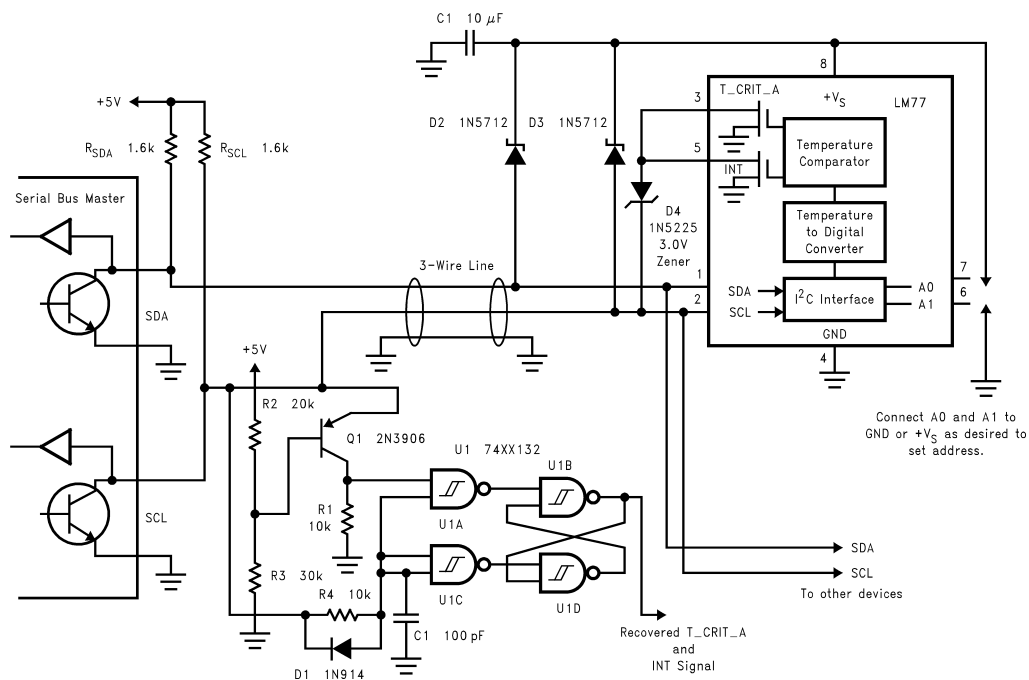 C1 10 μF
8
+5V
D2 1N5712
D3 1N5712
3
T_CRIT_A
+VS
LM77
RSDA 1.6k
RSCL 1.6k
5
INT
Temperature
Comparator
Serial Bus Master
D4
1N5225
3.0V
Zener
Temperature
to Digital
Converter
3-Wire Line
1
7
SDA
I2C Interface
A0
2
6
SCL
A1
SDA
GND
4
+5V
R2 20k
Q1 2N3906
Connect A0 and A1 to
GND or +VS as desired to
set address.
U1 74XX132
U1B
R1
10k
U1A
SCL
SDA
R3 30k
U1C
SCL
R4 10k
U1D
To other devices
C1 100 pF
Recovered T_CRIT_A
and
INT Signal
D1 1N914